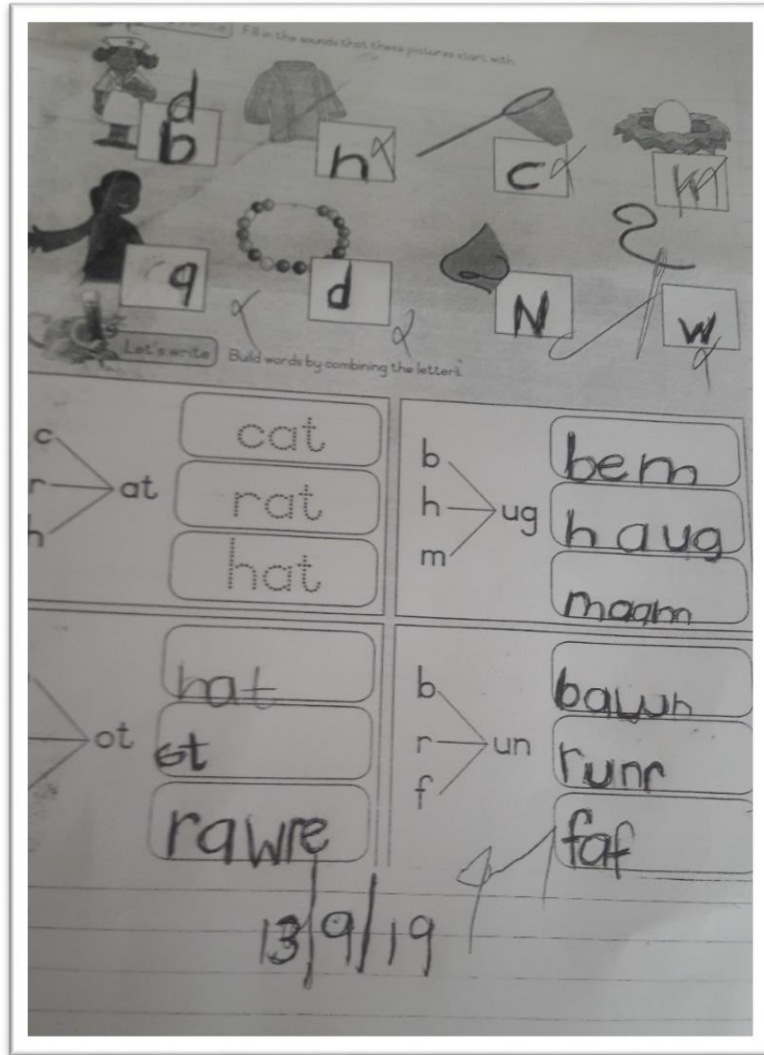 Fill in the sounds that these pictures start with.
d
b n c m
q d N w
Let's write Build words by combining the letters.
c
r at
h
cat
rat
hat
b
h ug
m
bem
h aug
maam
ot
hat
ot
rawre
b
r un
f
bawn
runr
faf
13/9/19